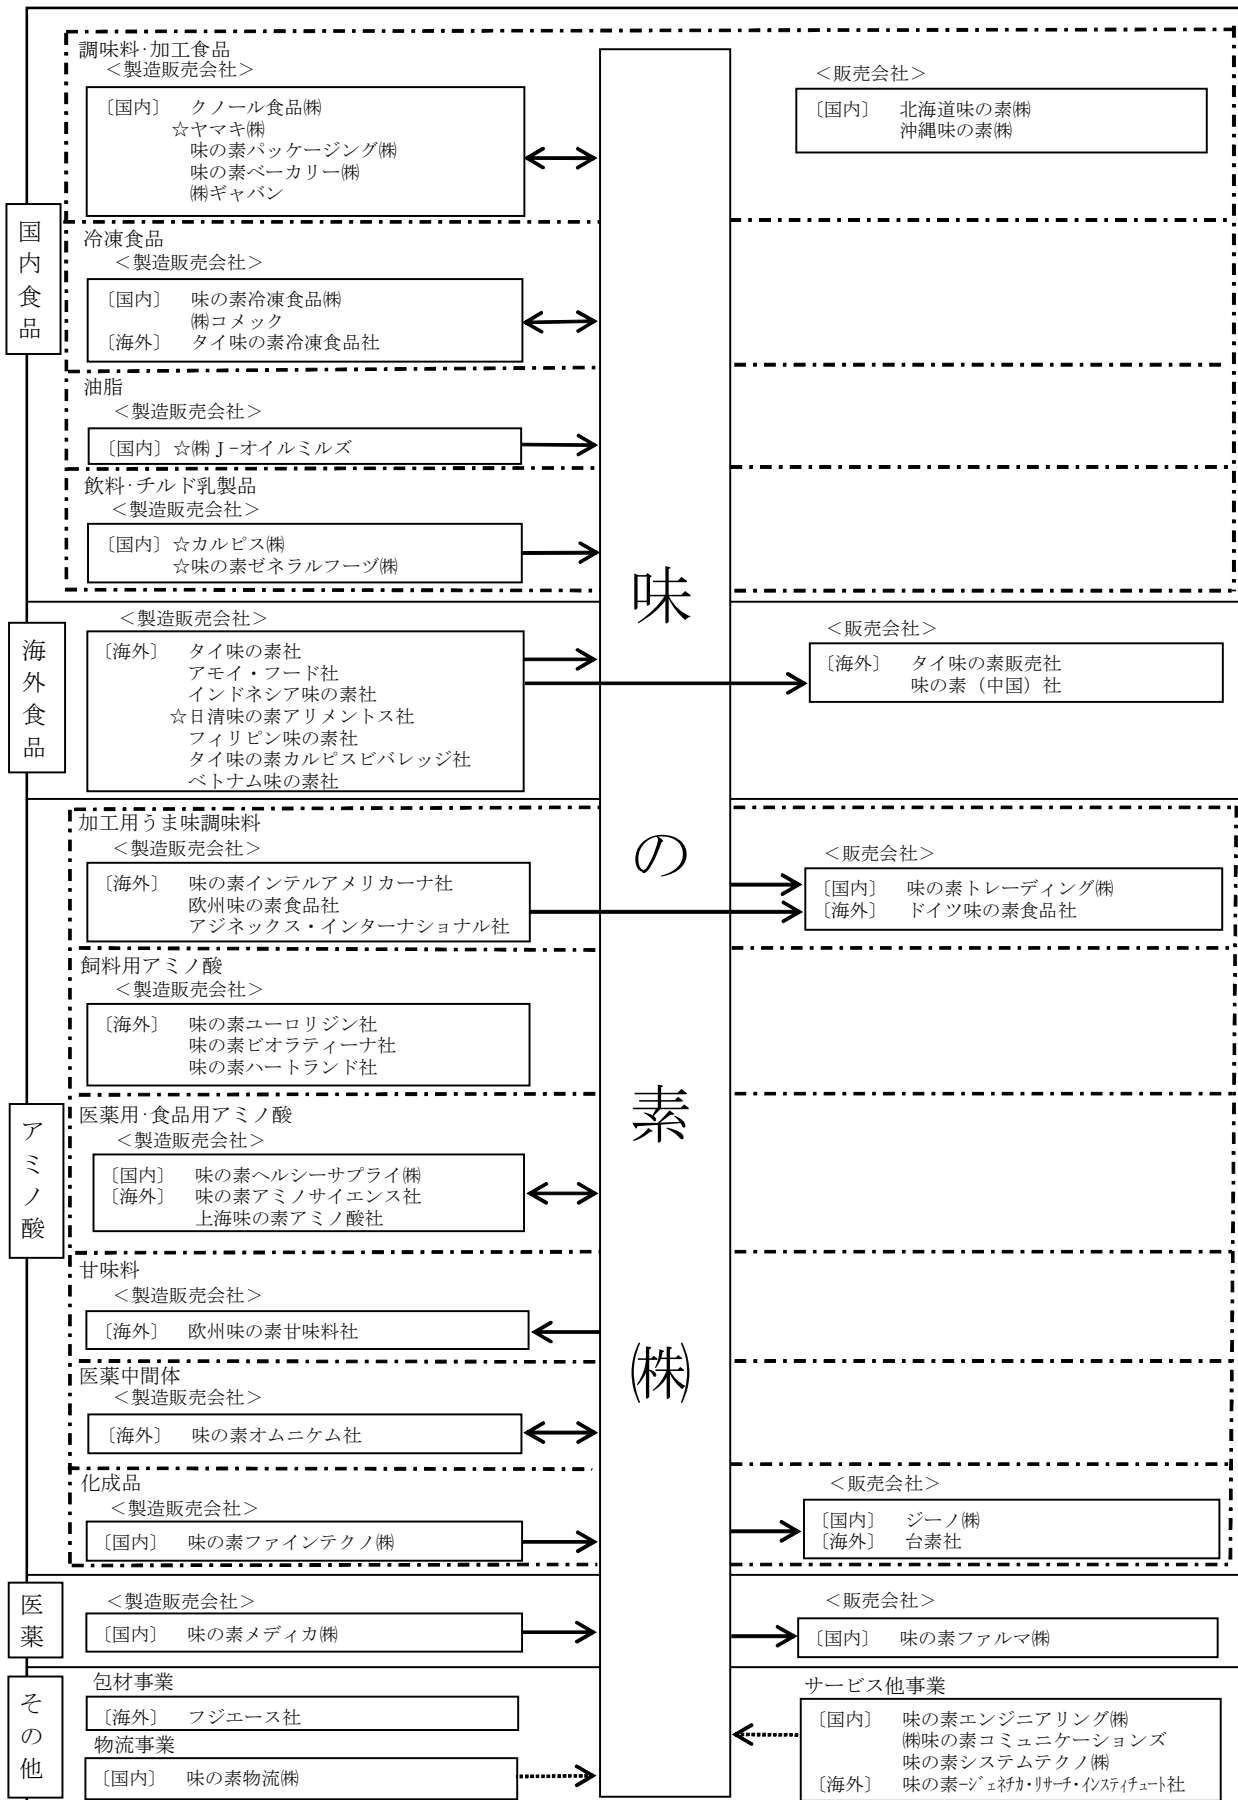 国内食品
調味料･加工食品
＜製造販売会社＞
〔国内〕 クノール食品㈱
☆ヤマキ㈱
味の素パッケージング㈱
味の素ベーカリー㈱
㈱ギャバン
＜販売会社＞
〔国内〕 北海道味の素㈱
沖縄味の素㈱
冷凍食品
＜製造販売会社＞
〔国内〕 味の素冷凍食品㈱
㈱コメック
〔海外〕 タイ味の素冷凍食品社
油脂
＜製造販売会社＞
〔国内〕☆㈱Ｊ-オイルミルズ
飲料･チルド乳製品
＜製造販売会社＞
〔国内〕☆カルピス㈱
☆味の素ゼネラルフーヅ㈱
味の素㈱
海外食品
＜製造販売会社＞
〔海外〕 タイ味の素社
アモイ・フード社
インドネシア味の素社
☆日清味の素アリメントス社
フィリピン味の素社
タイ味の素カルピスビバレッジ社
ベトナム味の素社
＜販売会社＞
〔海外〕 タイ味の素販売社
味の素（中国）社
アミノ酸
加工用うま味調味料
＜製造販売会社＞
〔海外〕 味の素インテルアメリカーナ社
欧州味の素食品社
アジネックス・インターナショナル社
＜販売会社＞
〔国内〕 味の素トレーディング㈱
〔海外〕 ドイツ味の素食品社
飼料用アミノ酸
＜製造販売会社＞
〔海外〕 味の素ユーロリジン社
味の素ビオラティーナ社
味の素ハートランド社
医薬用･食品用アミノ酸
＜製造販売会社＞
〔国内〕 味の素ヘルシーサプライ㈱
〔海外〕 味の素アミノサイエンス社
上海味の素アミノ酸社
甘味料
＜製造販売会社＞
〔海外〕 欧州味の素甘味料社
医薬中間体
＜製造販売会社＞
〔海外〕 味の素オムニケム社
化成品
＜製造販売会社＞
〔国内〕 味の素ファインテクノ㈱
＜販売会社＞
〔国内〕 ジーノ㈱
〔海外〕 台素社
医薬
＜製造販売会社＞
〔国内〕 味の素メディカ㈱
＜販売会社＞
〔国内〕 味の素ファルマ㈱
その他
包材事業
〔海外〕 フジエース社
物流事業
〔国内〕 味の素物流㈱
サービス他事業
〔国内〕 味の素エンジニアリング㈱
㈱味の素コミュニケーションズ
味の素システムテクノ㈱
〔海外〕 味の素-ｼﾞｪﾈﾁｶ･ﾘｻｰﾁ･ｲﾝｽﾃｨﾁｭｰﾄ社